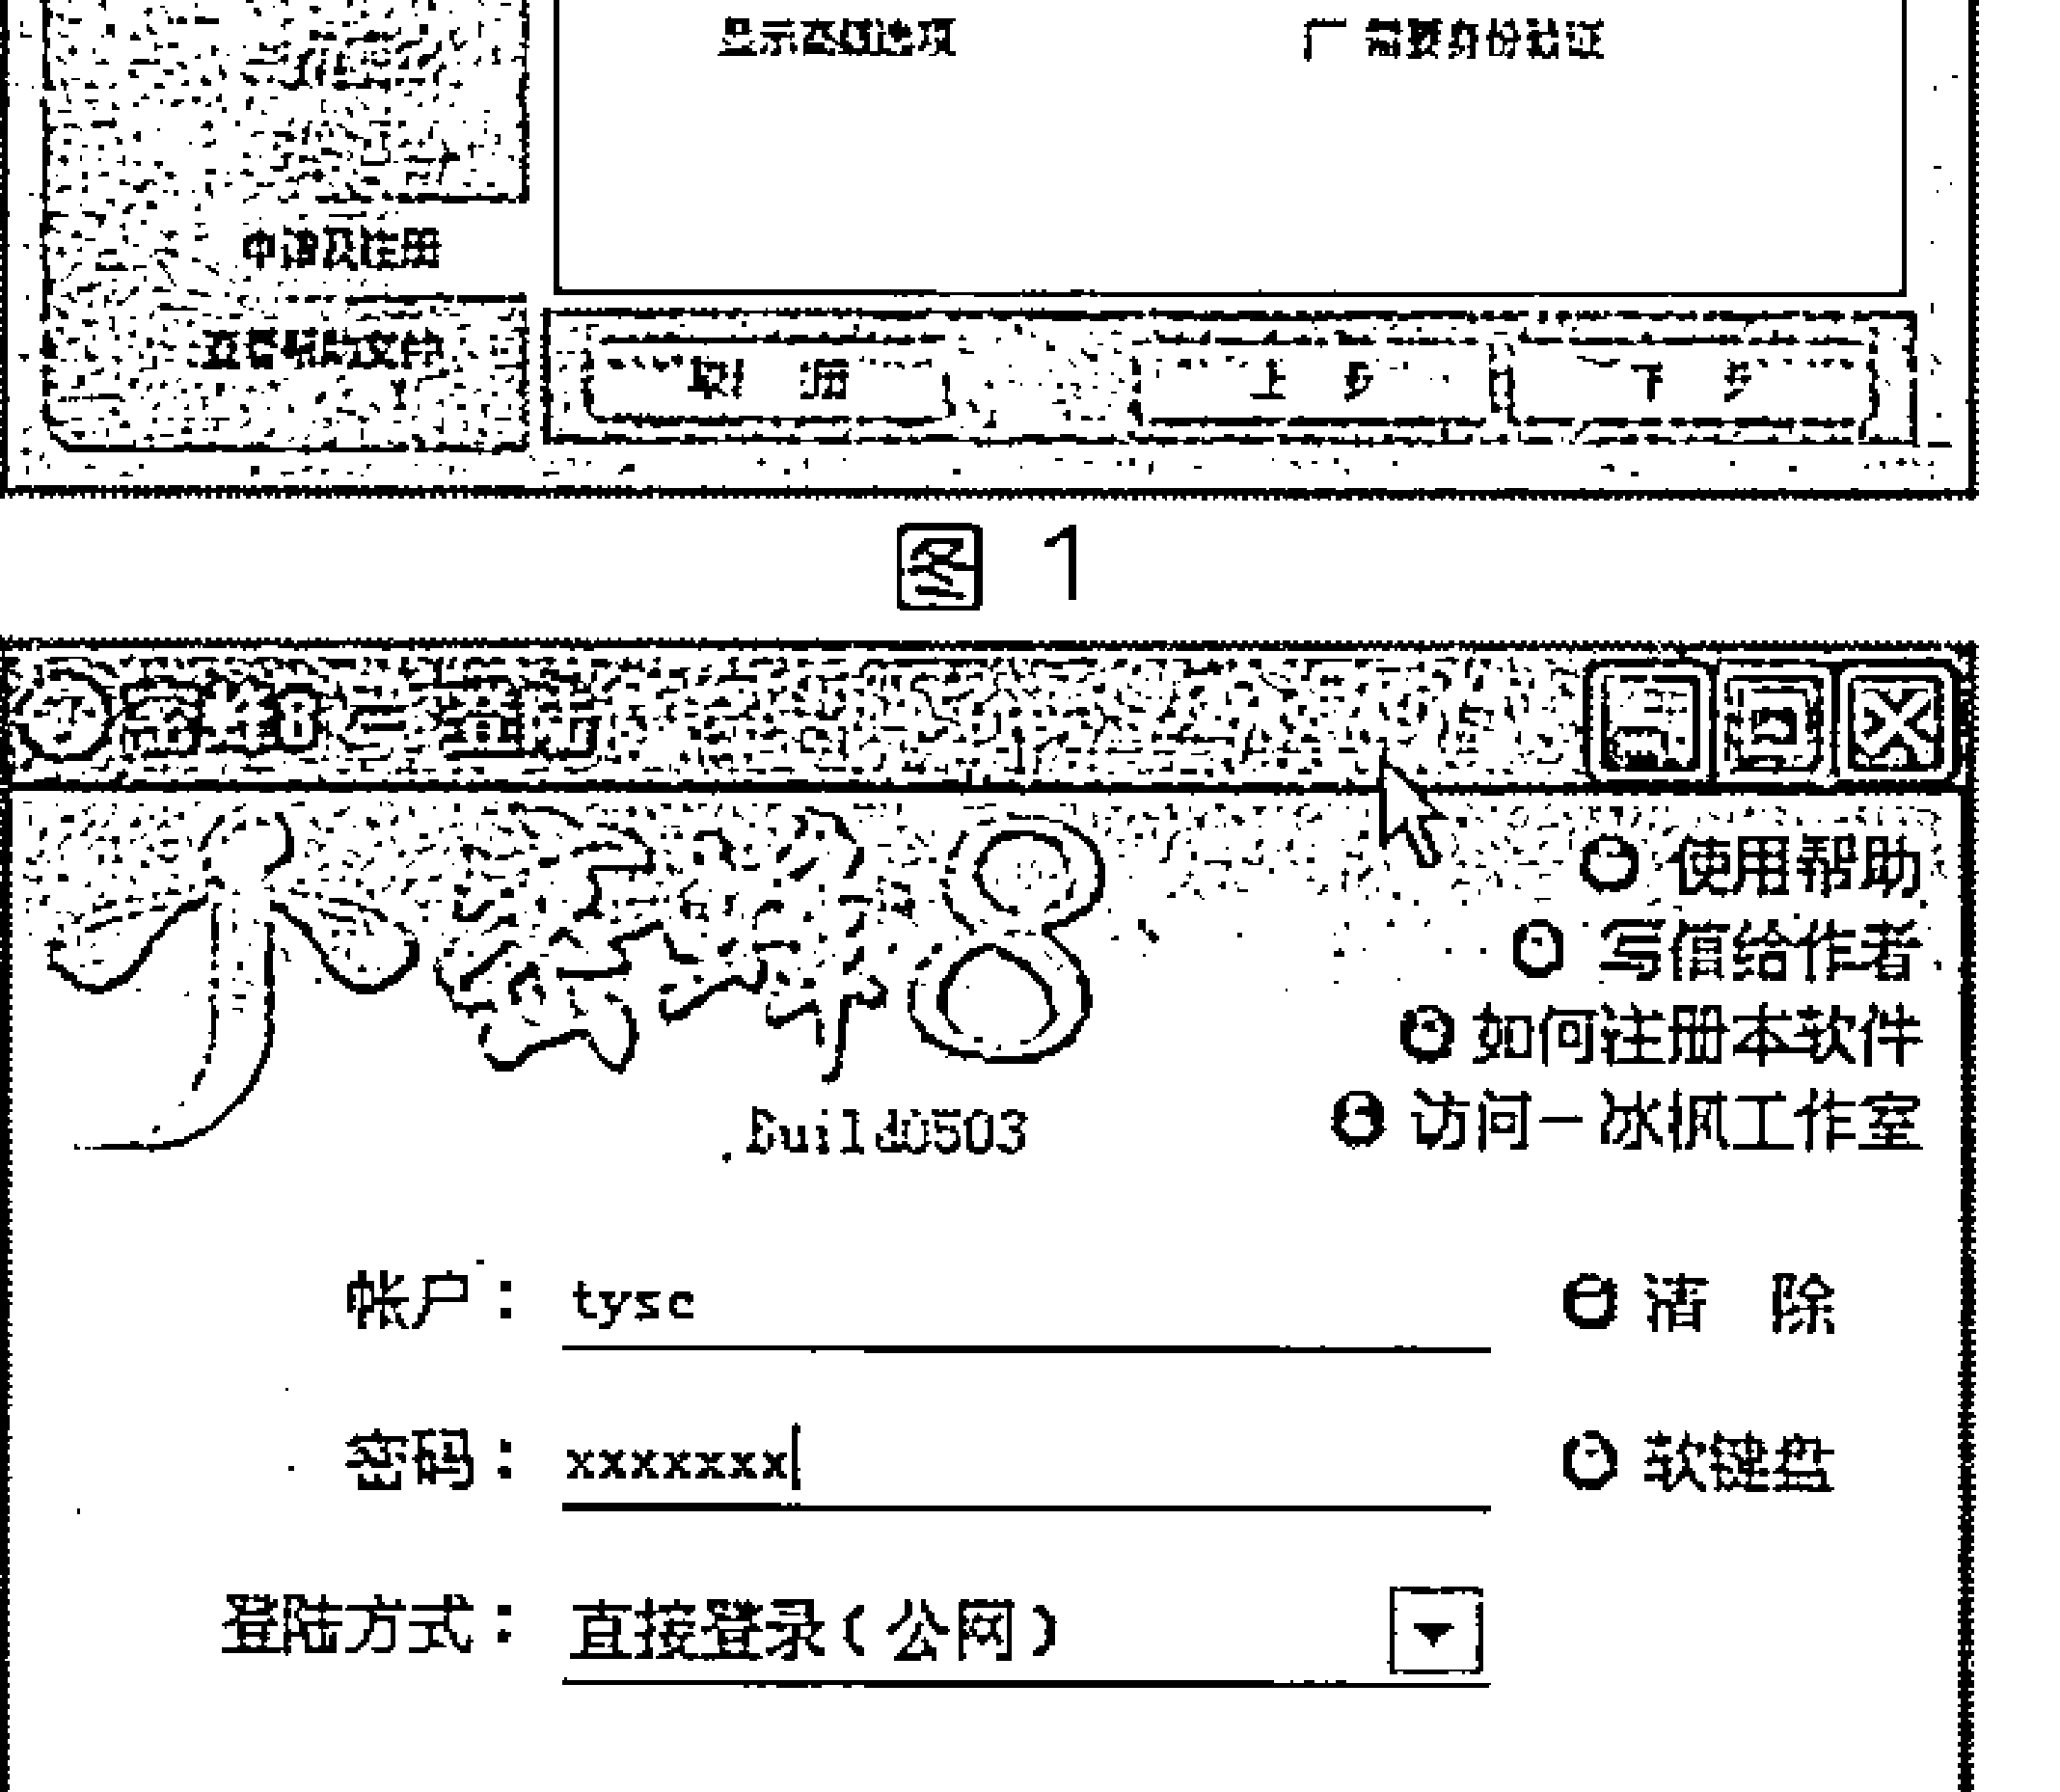 显示高级选项 厂 需要身份验证
申请及注册
查看帮助文件
取 消 上 步 下 步
图 1
使用帮助
写信给作者
如何注册本软件
访问－冰枫工作室
Build0503
帐户： tysc 清 除
密码： xxxxxxx 软键盘
登陆方式： 直接登录(公网)